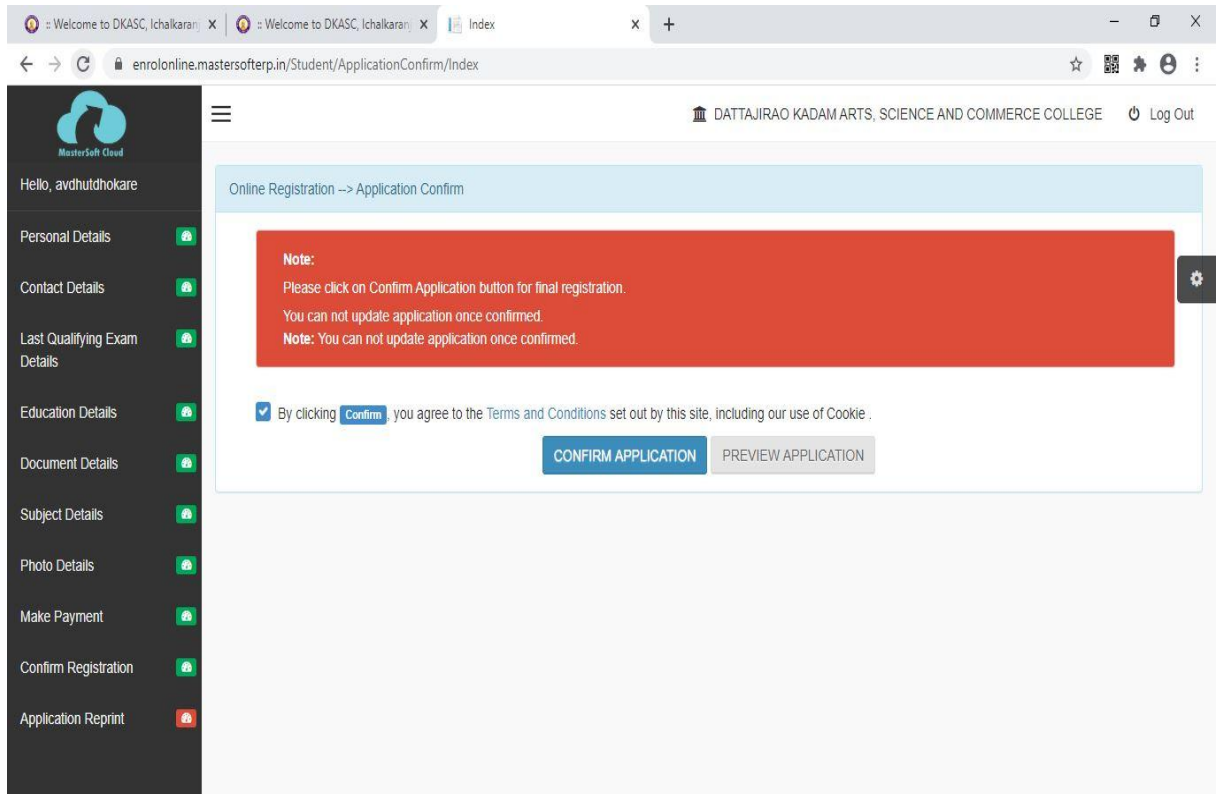 :: Welcome to DKASC, Ichalkaranj
:: Welcome to DKASC, Ichalkaranj
Index
enrolonline.mastersofterp.in/Student/ApplicationConfirm/Index
MasterSoft Cloud
DATTAJIRAO KADAM ARTS, SCIENCE AND COMMERCE COLLEGE
Log Out
Hello, avdhutdhokare
Personal Details
Contact Details
Last Qualifying Exam
Details
Education Details
Document Details
Subject Details
Photo Details
Make Payment
Confirm Registration
Application Reprint
Online Registration --> Application Confirm
Note:
Please click on Confirm Application button for final registration.
You can not update application once confirmed.
Note: You can not update application once confirmed.
By clicking Confirm, you agree to the Terms and Conditions set out by this site, including our use of Cookie .
CONFIRM APPLICATION
PREVIEW APPLICATION